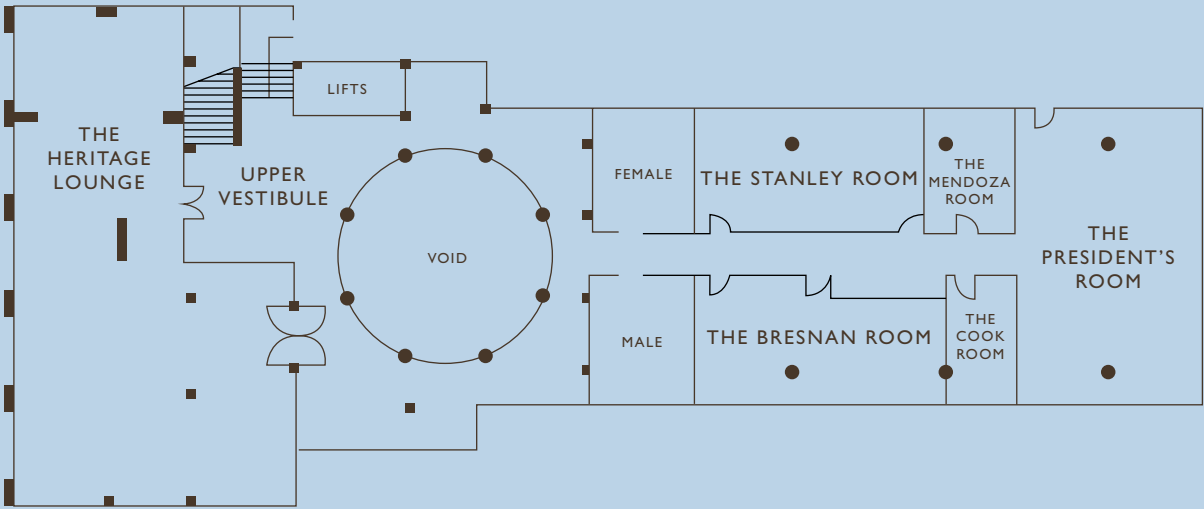 THE
HERITAGE
LOUNGE
UPPER
VESTIBULE
LIFTS
VOID
FEMALE
MALE
THE STANLEY ROOM
THE BRESNAN ROOM
THE
MENDOZA
ROOM
THE
COOK
ROOM
THE
PRESIDENT'S
ROOM